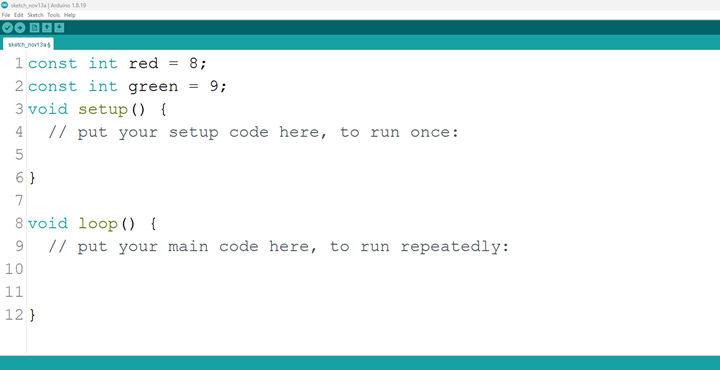 sketch_nov13a | Arduino 1.8.19
File Edit Sketch Tools Help
sketch_nov13a §
1 const int red = 8;
2 const int green = 9;
3 void setup() {
4   // put your setup code here, to run once:
5
6 }
7
8 void loop() {
9   // put your main code here, to run repeatedly:
10
11
12 }